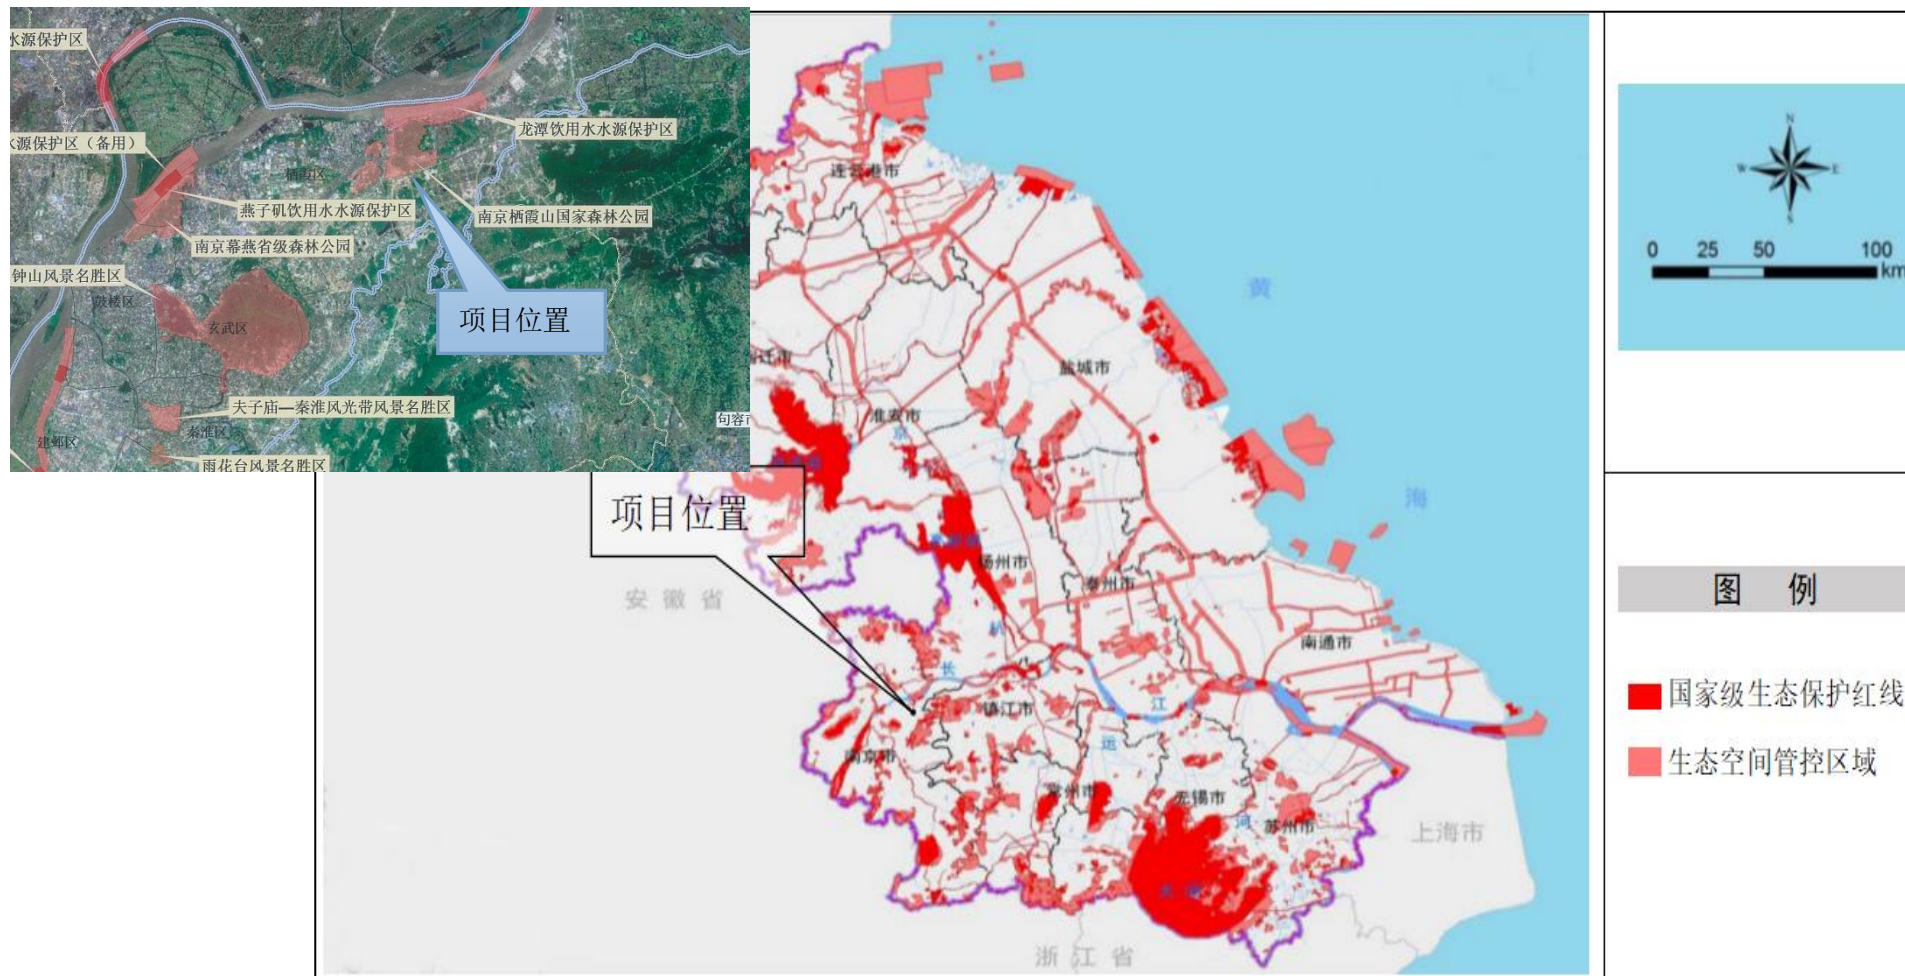 水源保护区
龙潭饮用水水源保护区
水源保护区（备用）
栖霞区
燕子矶饮用水水源保护区
南京栖霞山国家森林公园
南京幕燕省级森林公园
钟山风景名胜区
鼓楼区
玄武区
项目位置
夫子庙—秦淮风光带风景名胜区
秦淮区
建邺区
雨花台风景名胜区
句容
连云港市
黄
海
盐城市
淮安市
京
项目位置
扬州市
泰州市
安徽省
杭
南通市
长
八
镇江市
江
运
南京市
常州市
无锡市
河
苏州市
上海市
太湖
浙江省
N
W
E
S
0 25 50 100
km
图 例
国家级生态保护红线
生态空间管控区域